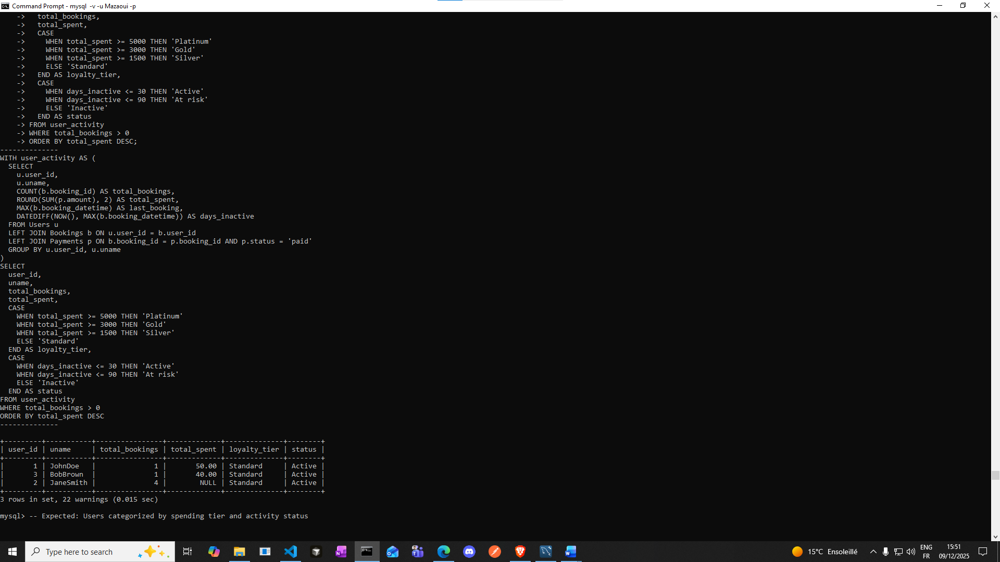 Command Prompt - mysql -v -u Mazaoui -p
    ->   total_bookings,
    ->   total_spent,
    ->   CASE
    ->     WHEN total_spent >= 5000 THEN 'Platinum'
    ->     WHEN total_spent >= 3000 THEN 'Gold'
    ->     WHEN total_spent >= 1500 THEN 'Silver'
    ->     ELSE 'Standard'
    ->   END AS loyalty_tier,
    ->   CASE
    ->     WHEN days_inactive <= 30 THEN 'Active'
    ->     WHEN days_inactive <= 90 THEN 'At risk'
    ->     ELSE 'Inactive'
    ->   END AS status
    -> FROM user_activity
    -> WHERE total_bookings > 0
    -> ORDER BY total_spent DESC;
--------------
WITH user_activity AS (
  SELECT
    u.user_id,
    u.uname,
    COUNT(b.booking_id) AS total_bookings,
    ROUND(SUM(p.amount), 2) AS total_spent,
    MAX(b.booking_datetime) AS last_booking,
    DATEDIFF(NOW(), MAX(b.booking_datetime)) AS days_inactive
  FROM Users u
  LEFT JOIN Bookings b ON u.user_id = b.user_id
  LEFT JOIN Payments p ON b.booking_id = p.booking_id AND p.status = 'paid'
  GROUP BY u.user_id, u.uname
)
SELECT
  user_id,
  uname,
  total_bookings,
  total_spent,
  CASE
    WHEN total_spent >= 5000 THEN 'Platinum'
    WHEN total_spent >= 3000 THEN 'Gold'
    WHEN total_spent >= 1500 THEN 'Silver'
    ELSE 'Standard'
  END AS loyalty_tier,
  CASE
    WHEN days_inactive <= 30 THEN 'Active'
    WHEN days_inactive <= 90 THEN 'At risk'
    ELSE 'Inactive'
  END AS status
FROM user_activity
WHERE total_bookings > 0
ORDER BY total_spent DESC
--------------
+---------+-----------+----------------+-------------+--------------+--------+
| user_id | uname     | total_bookings | total_spent | loyalty_tier | status |
+---------+-----------+----------------+-------------+--------------+--------+
|       1 | JohnDoe   |              1 |       50.00 | Standard     | Active |
|       3 | BobBrown  |              1 |       40.00 | Standard     | Active |
|       2 | JaneSmith |              4 |        NULL | Standard     | Active |
+---------+-----------+----------------+-------------+--------------+--------+
3 rows in set, 22 warnings (0.015 sec)
mysql> -- Expected: Users categorized by spending tier and activity status
Type here to search
15°C Ensoleillé
ENG
FR
15:51
09/12/2025